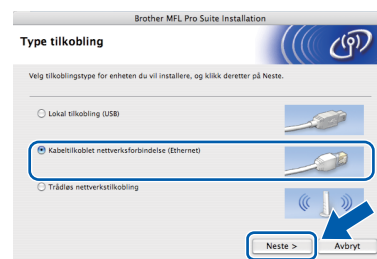 Brother MFL Pro Suite Installation
Type tilkobling
Velg tilkoblingstype for enheten du vil installere, og klikk deretter på Neste.
Lokal tilkobling (USB)
Kabeltilkoblet nettverksforbindelse (Ethernet)
Trådløs nettverkstilkobling
Neste >
Avbryt